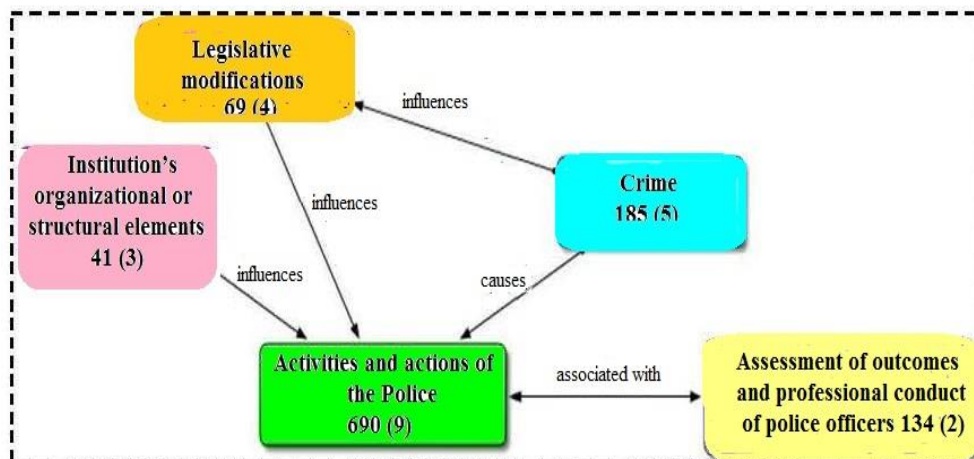 Legislative
modifications
69 (4)
influences
Institution's
organizational or
structural elements
41 (3)
Crime
185 (5)
influences
influences
causes
Activities and actions of
the Police
690 (9)
associated with
Assessment of outcomes
and professional conduct
of police officers 134 (2)